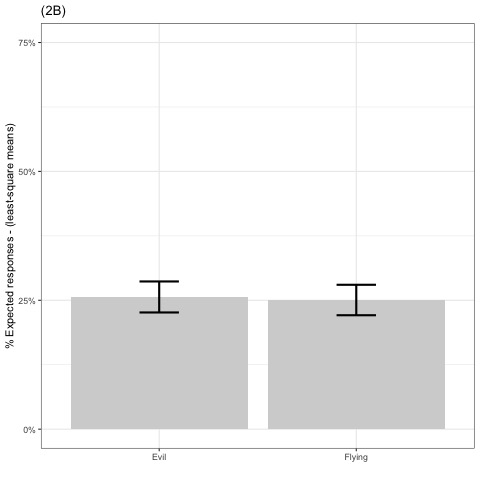 (2B)
% Expected responses - (least-square means)
75%
50%
25%
0%
Evil
Flying